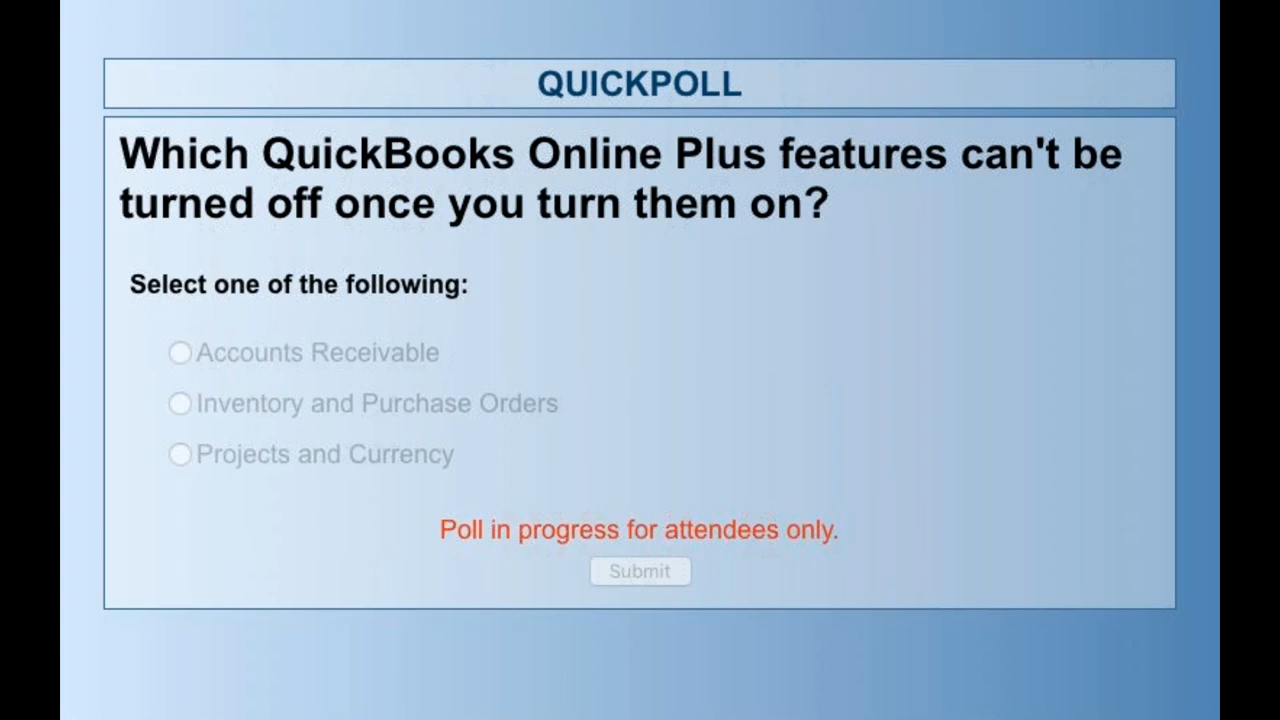 QUICKPOLL
Which QuickBooks Online Plus features can't be
turned off once you turn them on?
Select one of the following:
Accounts Receivable
Inventory and Purchase Orders
Projects and Currency
Poll in progress for attendees only.
Submit